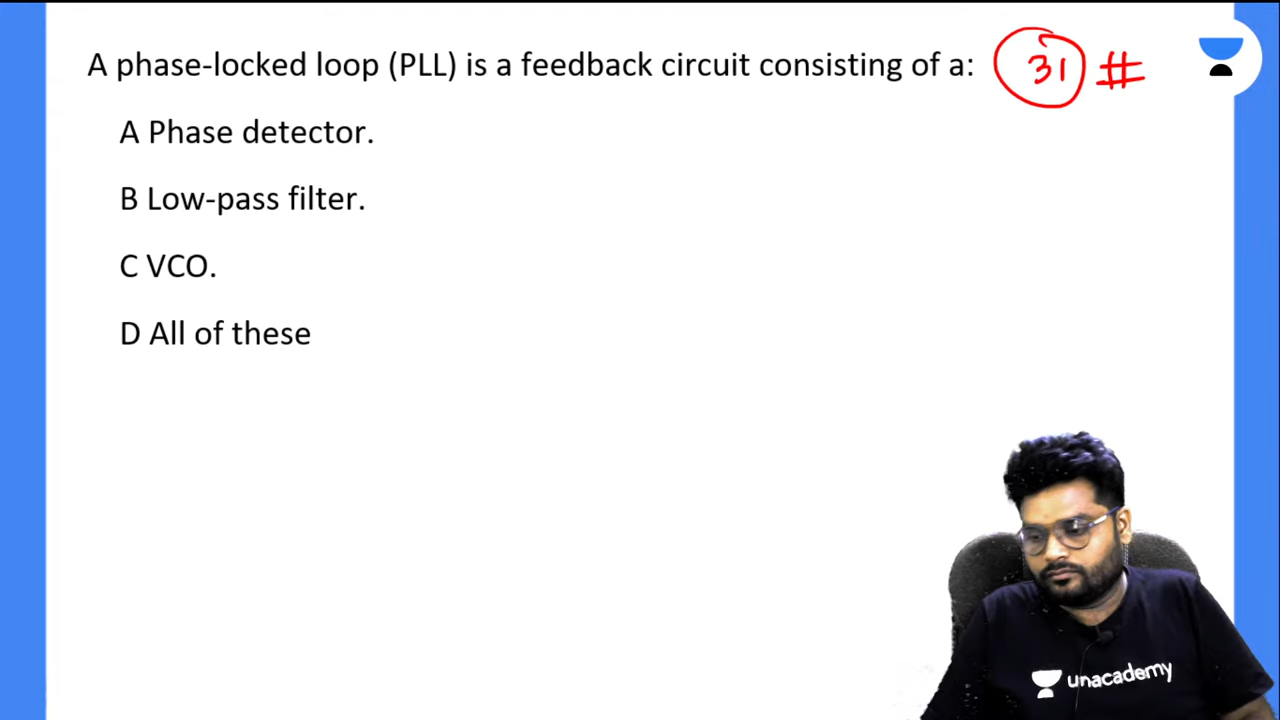 A phase-locked loop (PLL) is a feedback circuit consisting of a: 31 #
A Phase detector.
B Low-pass filter.
C VCO.
D All of these
unacademy